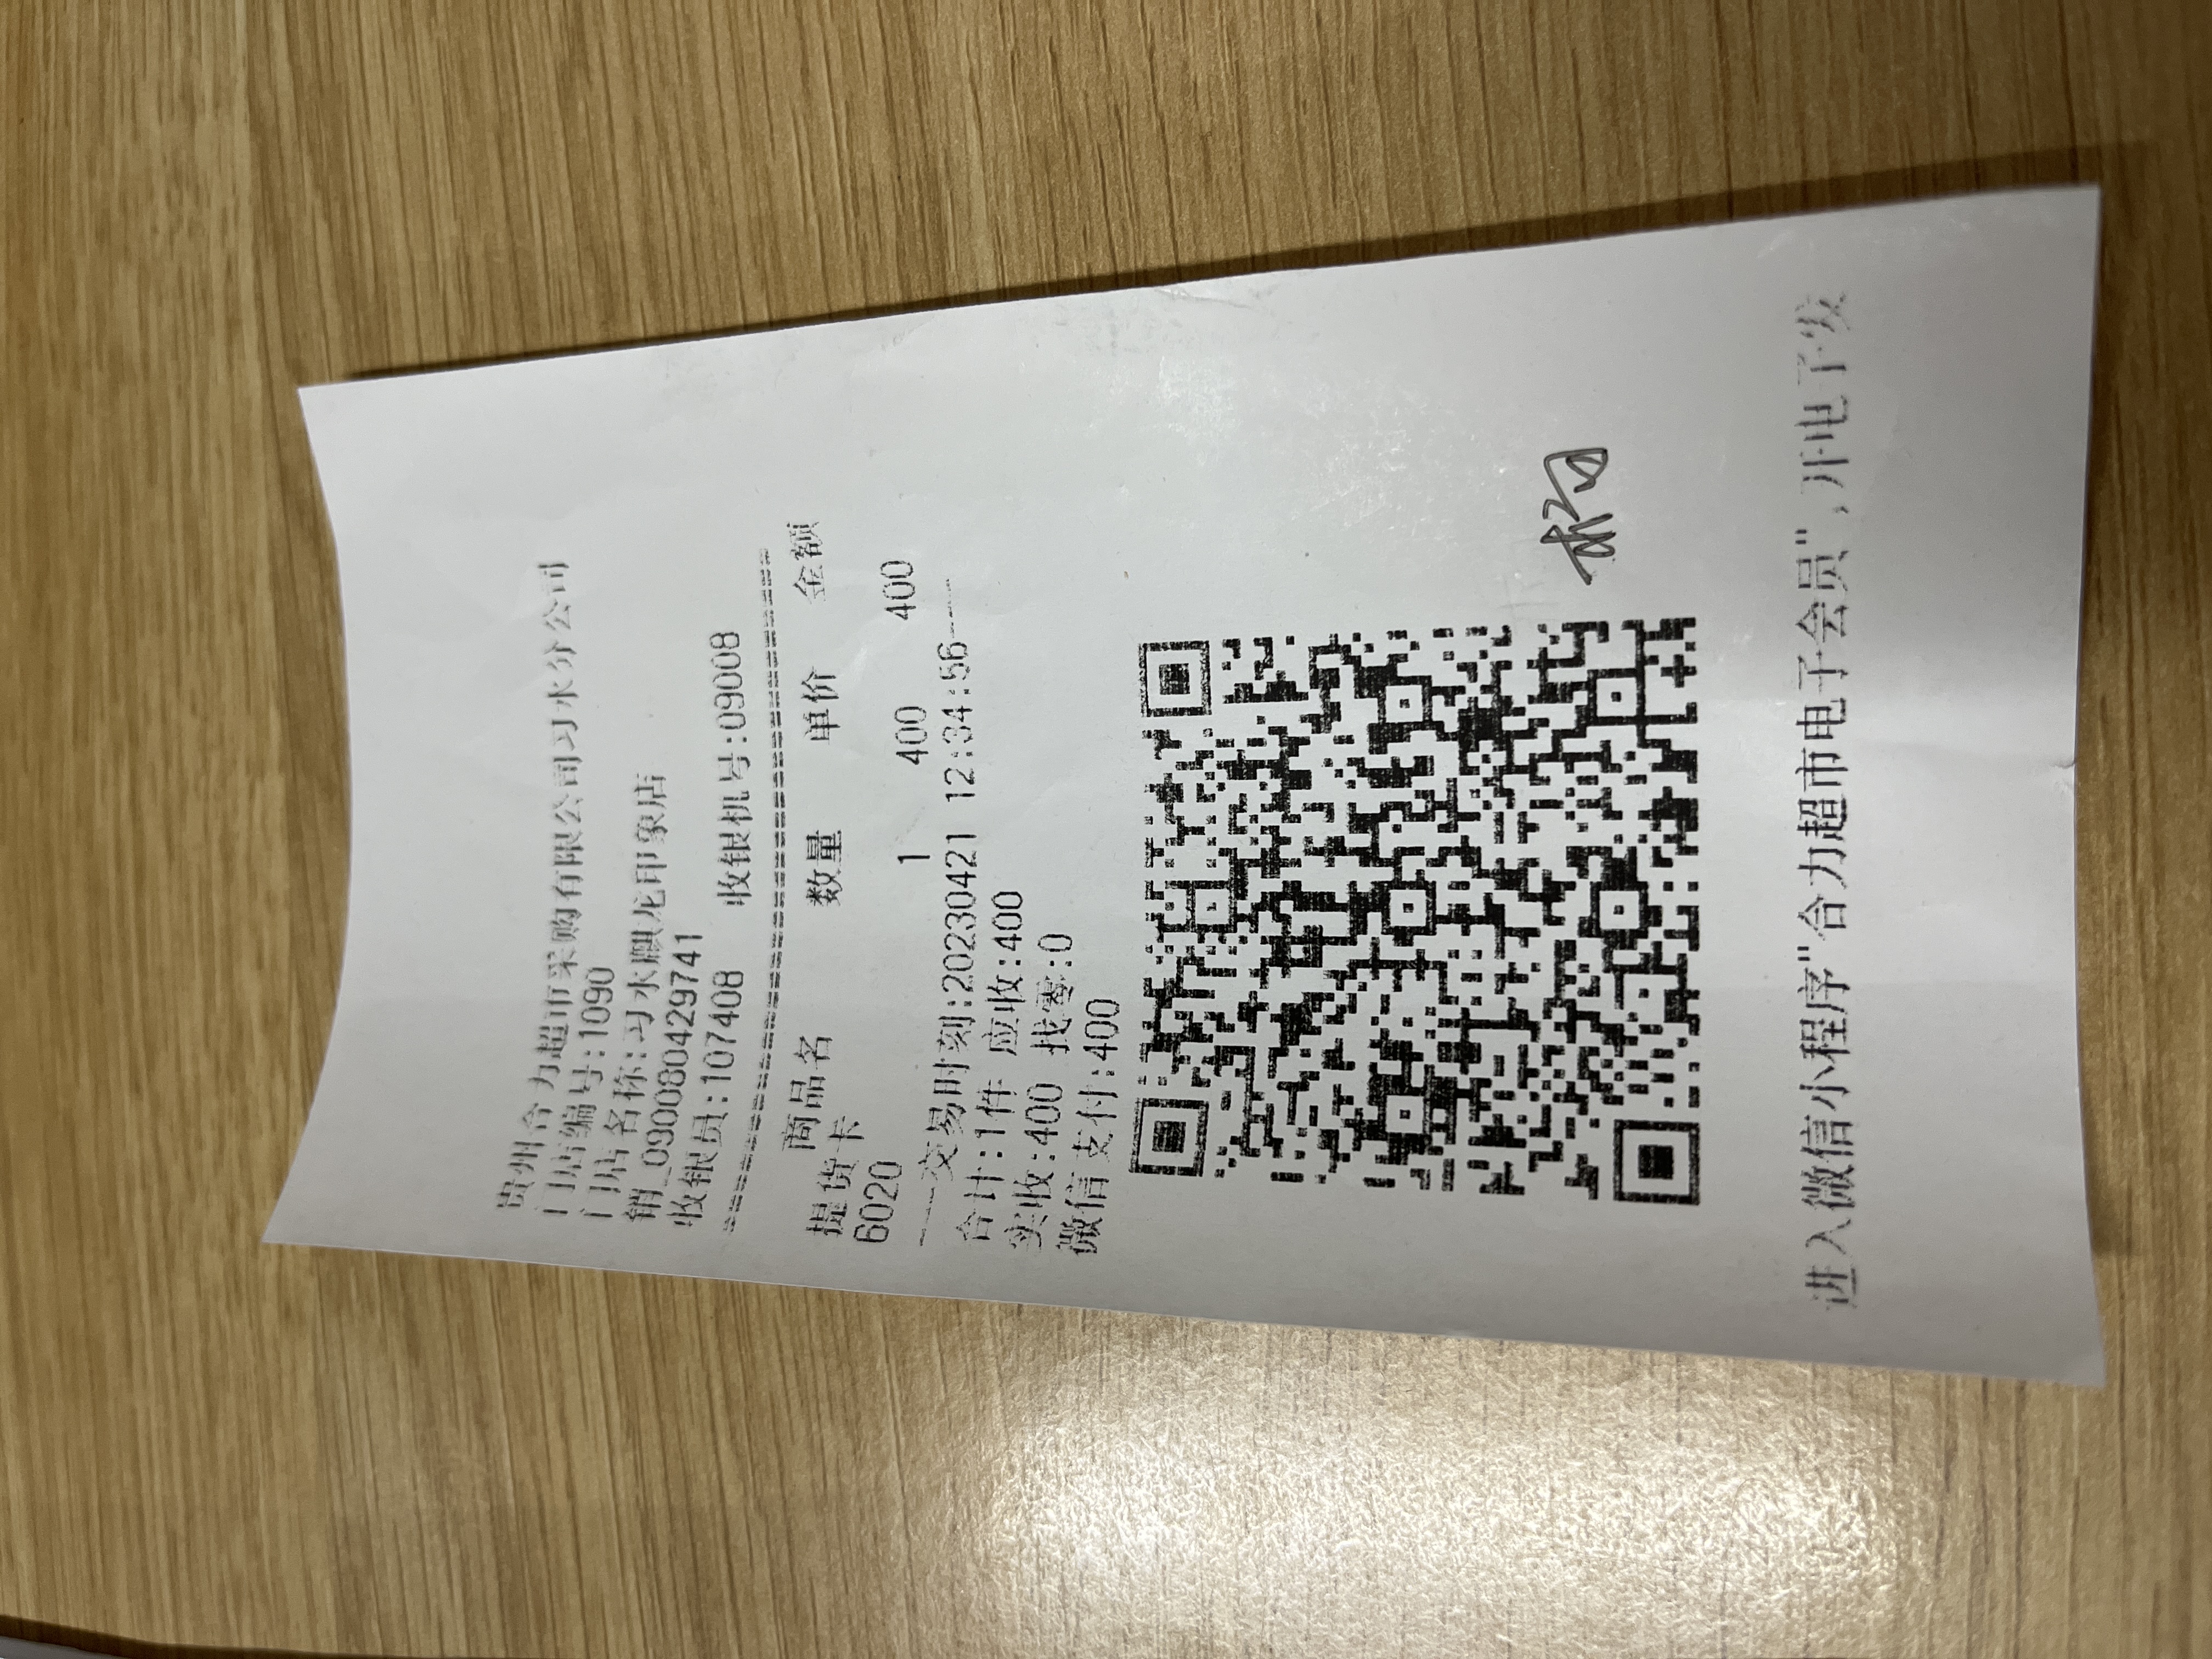 贵州合力超市采购有限公司习水分公司
门店编号:1090
门店名称:习水麒龙印象店
销_090080429741
收银员:107408 收银机号:09008
商品名 数量 单价 金额
提货卡
6020 1 400 400
----交易时刻:20230421 12:34:56----
合计:1件 应收:400
实收:400 找零:0
微信支付:400
进入微信小程序"合力超市电子会员",开电子发